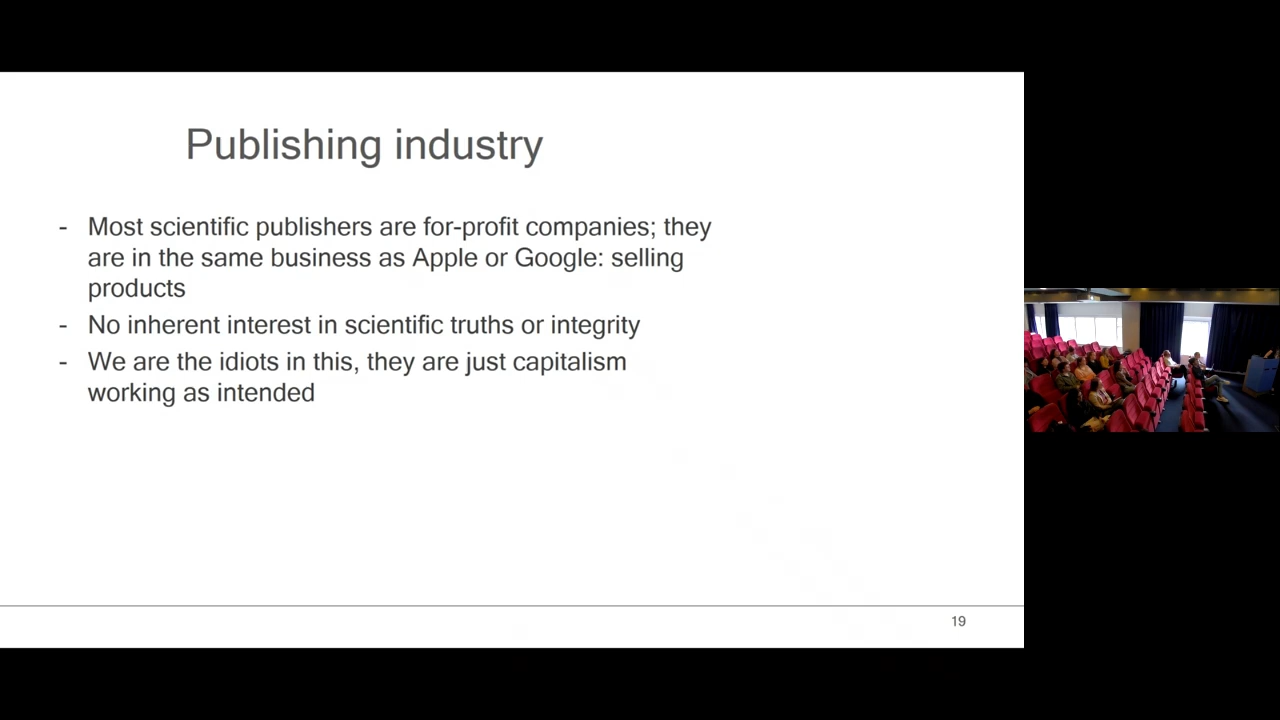 Publishing industry
- Most scientific publishers are for-profit companies; they
are in the same business as Apple or Google: selling
products
- No inherent interest in scientific truths or integrity
- We are the idiots in this, they are just capitalism
working as intended
19